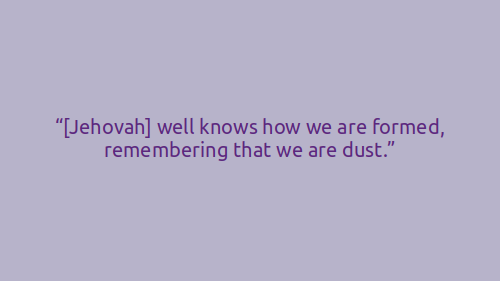 “[Jehovah] well knows how we are formed,
remembering that we are dust.”